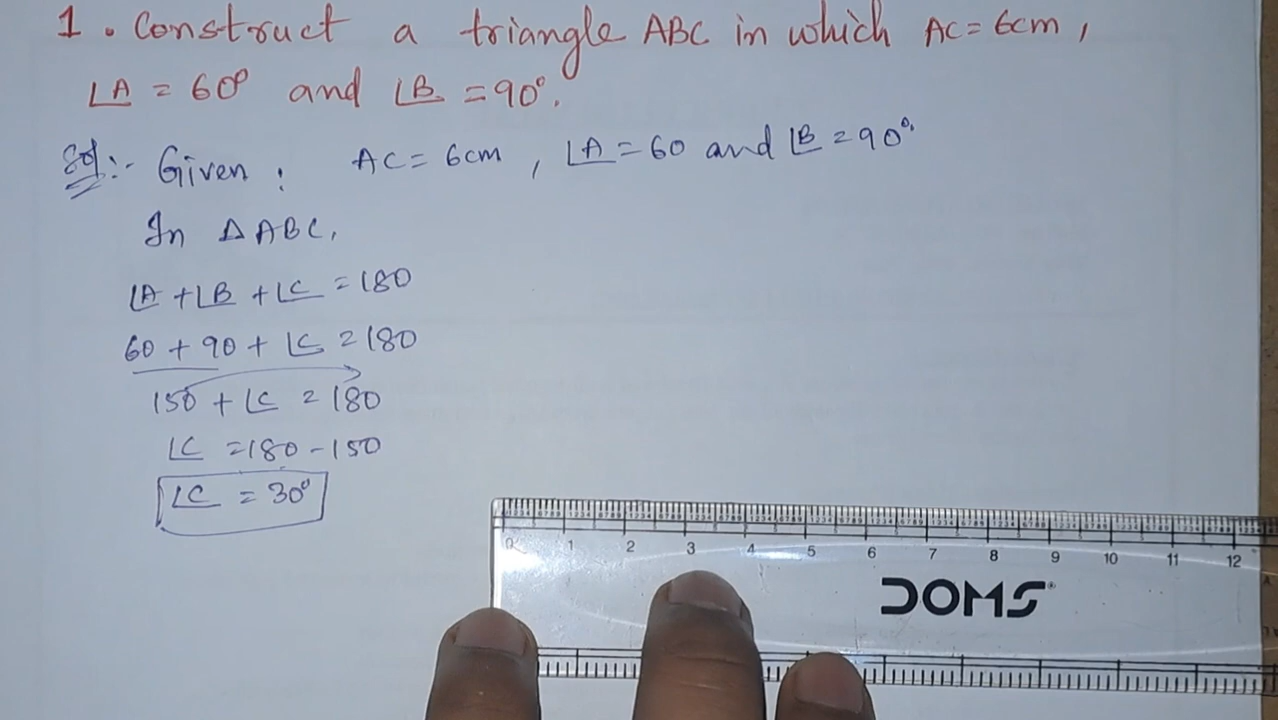 1. Construct a triangle ABC in which AC = 6cm,
∠A = 60° and ∠B = 90°.
Sol:- Given : AC = 6cm, ∠A = 60 and ∠B = 90°
In △ABC,
∠A + ∠B + ∠C = 180
60 + 90 + ∠C = 180
150 + ∠C = 180
∠C = 180 - 150
∠C = 30°
0 1 2 3 4 5 6 7 8 9 10 11 12
DOMS